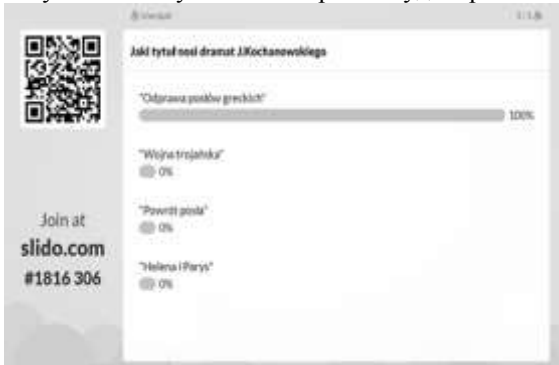 Jaki tytuł nosi dramat J.Kochanowskiego
"Odprawa posłów greckich"
100%
"Wojna trojańska"
0%
"Powrót posła"
0%
"Helena i Parys"
0%
Join at
slido.com
#1816 306